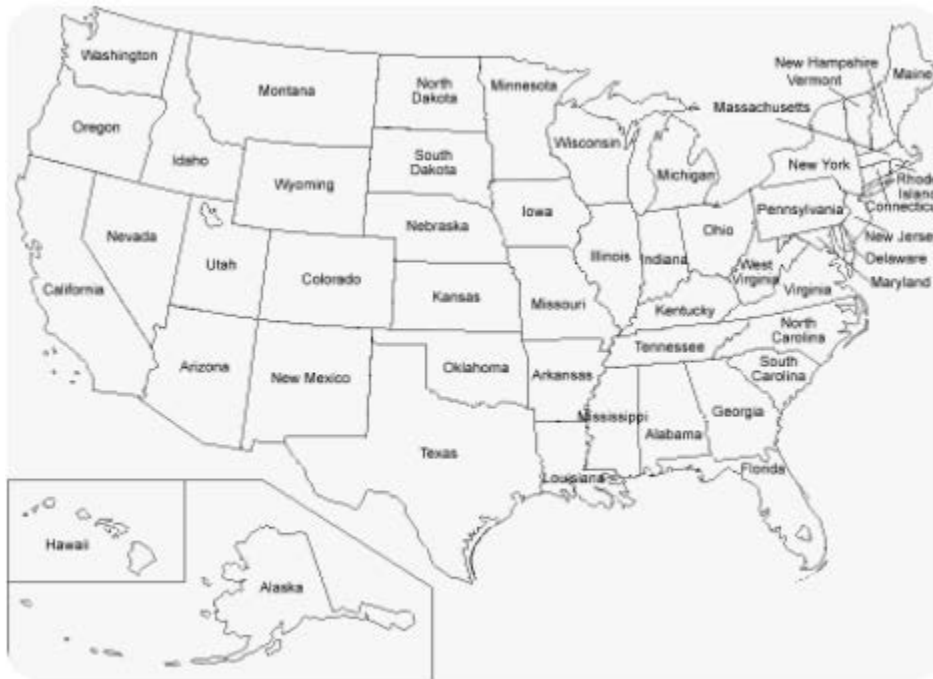 Washington
Montana
North
Dakota
Minnesota
New Hampshire
Vermont
Maine
Massachusetts
Oregon
Idaho
Wyoming
South
Dakota
Wisconsin
Michigan
New York
Rhode
Island
Connecticu
Nevada
Utah
Colorado
Nebraska
Iowa
Illinois
Indiana
Ohio
Pennsylvania
New Jerse
Delaware
Maryland
California
Kansas
Missouri
Kentucky
West
Virginia
Virginia
Arizona
New Mexico
Oklahoma
Arkansas
Tennessee
North
Carolina
South
Carolina
Texas
Mississippi
Alabama
Georgia
Louisiana
Florida
Hawaii
Alaska